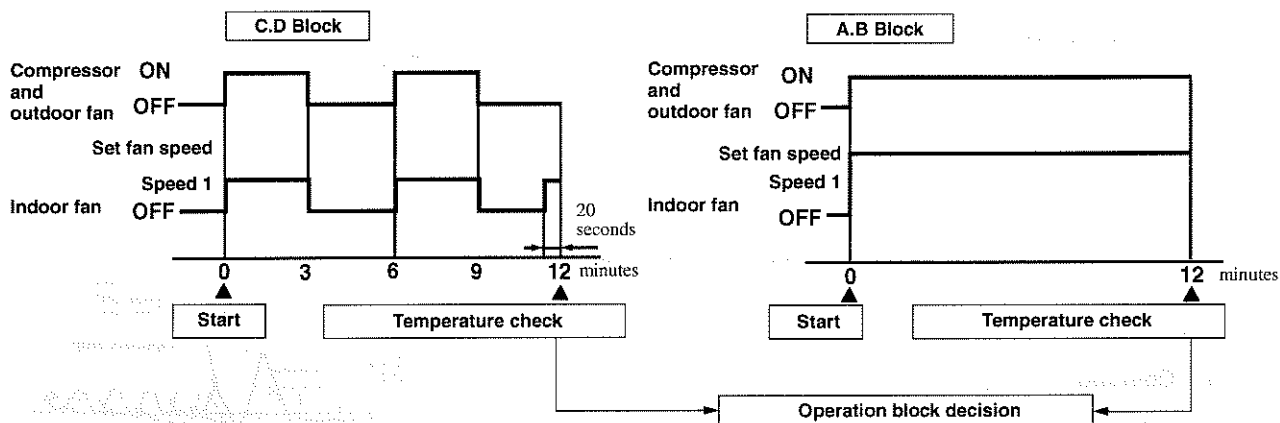 C.D Block
Compressor and outdoor fan
ON
OFF
Set fan speed
Speed 1
Indoor fan
OFF
20 seconds
0 3 6 9 12 minutes
Start
Temperature check
A.B Block
Compressor and outdoor fan
ON
OFF
Set fan speed
Speed 1
Indoor fan
OFF
0 12 minutes
Start
Temperature check
Operation block decision